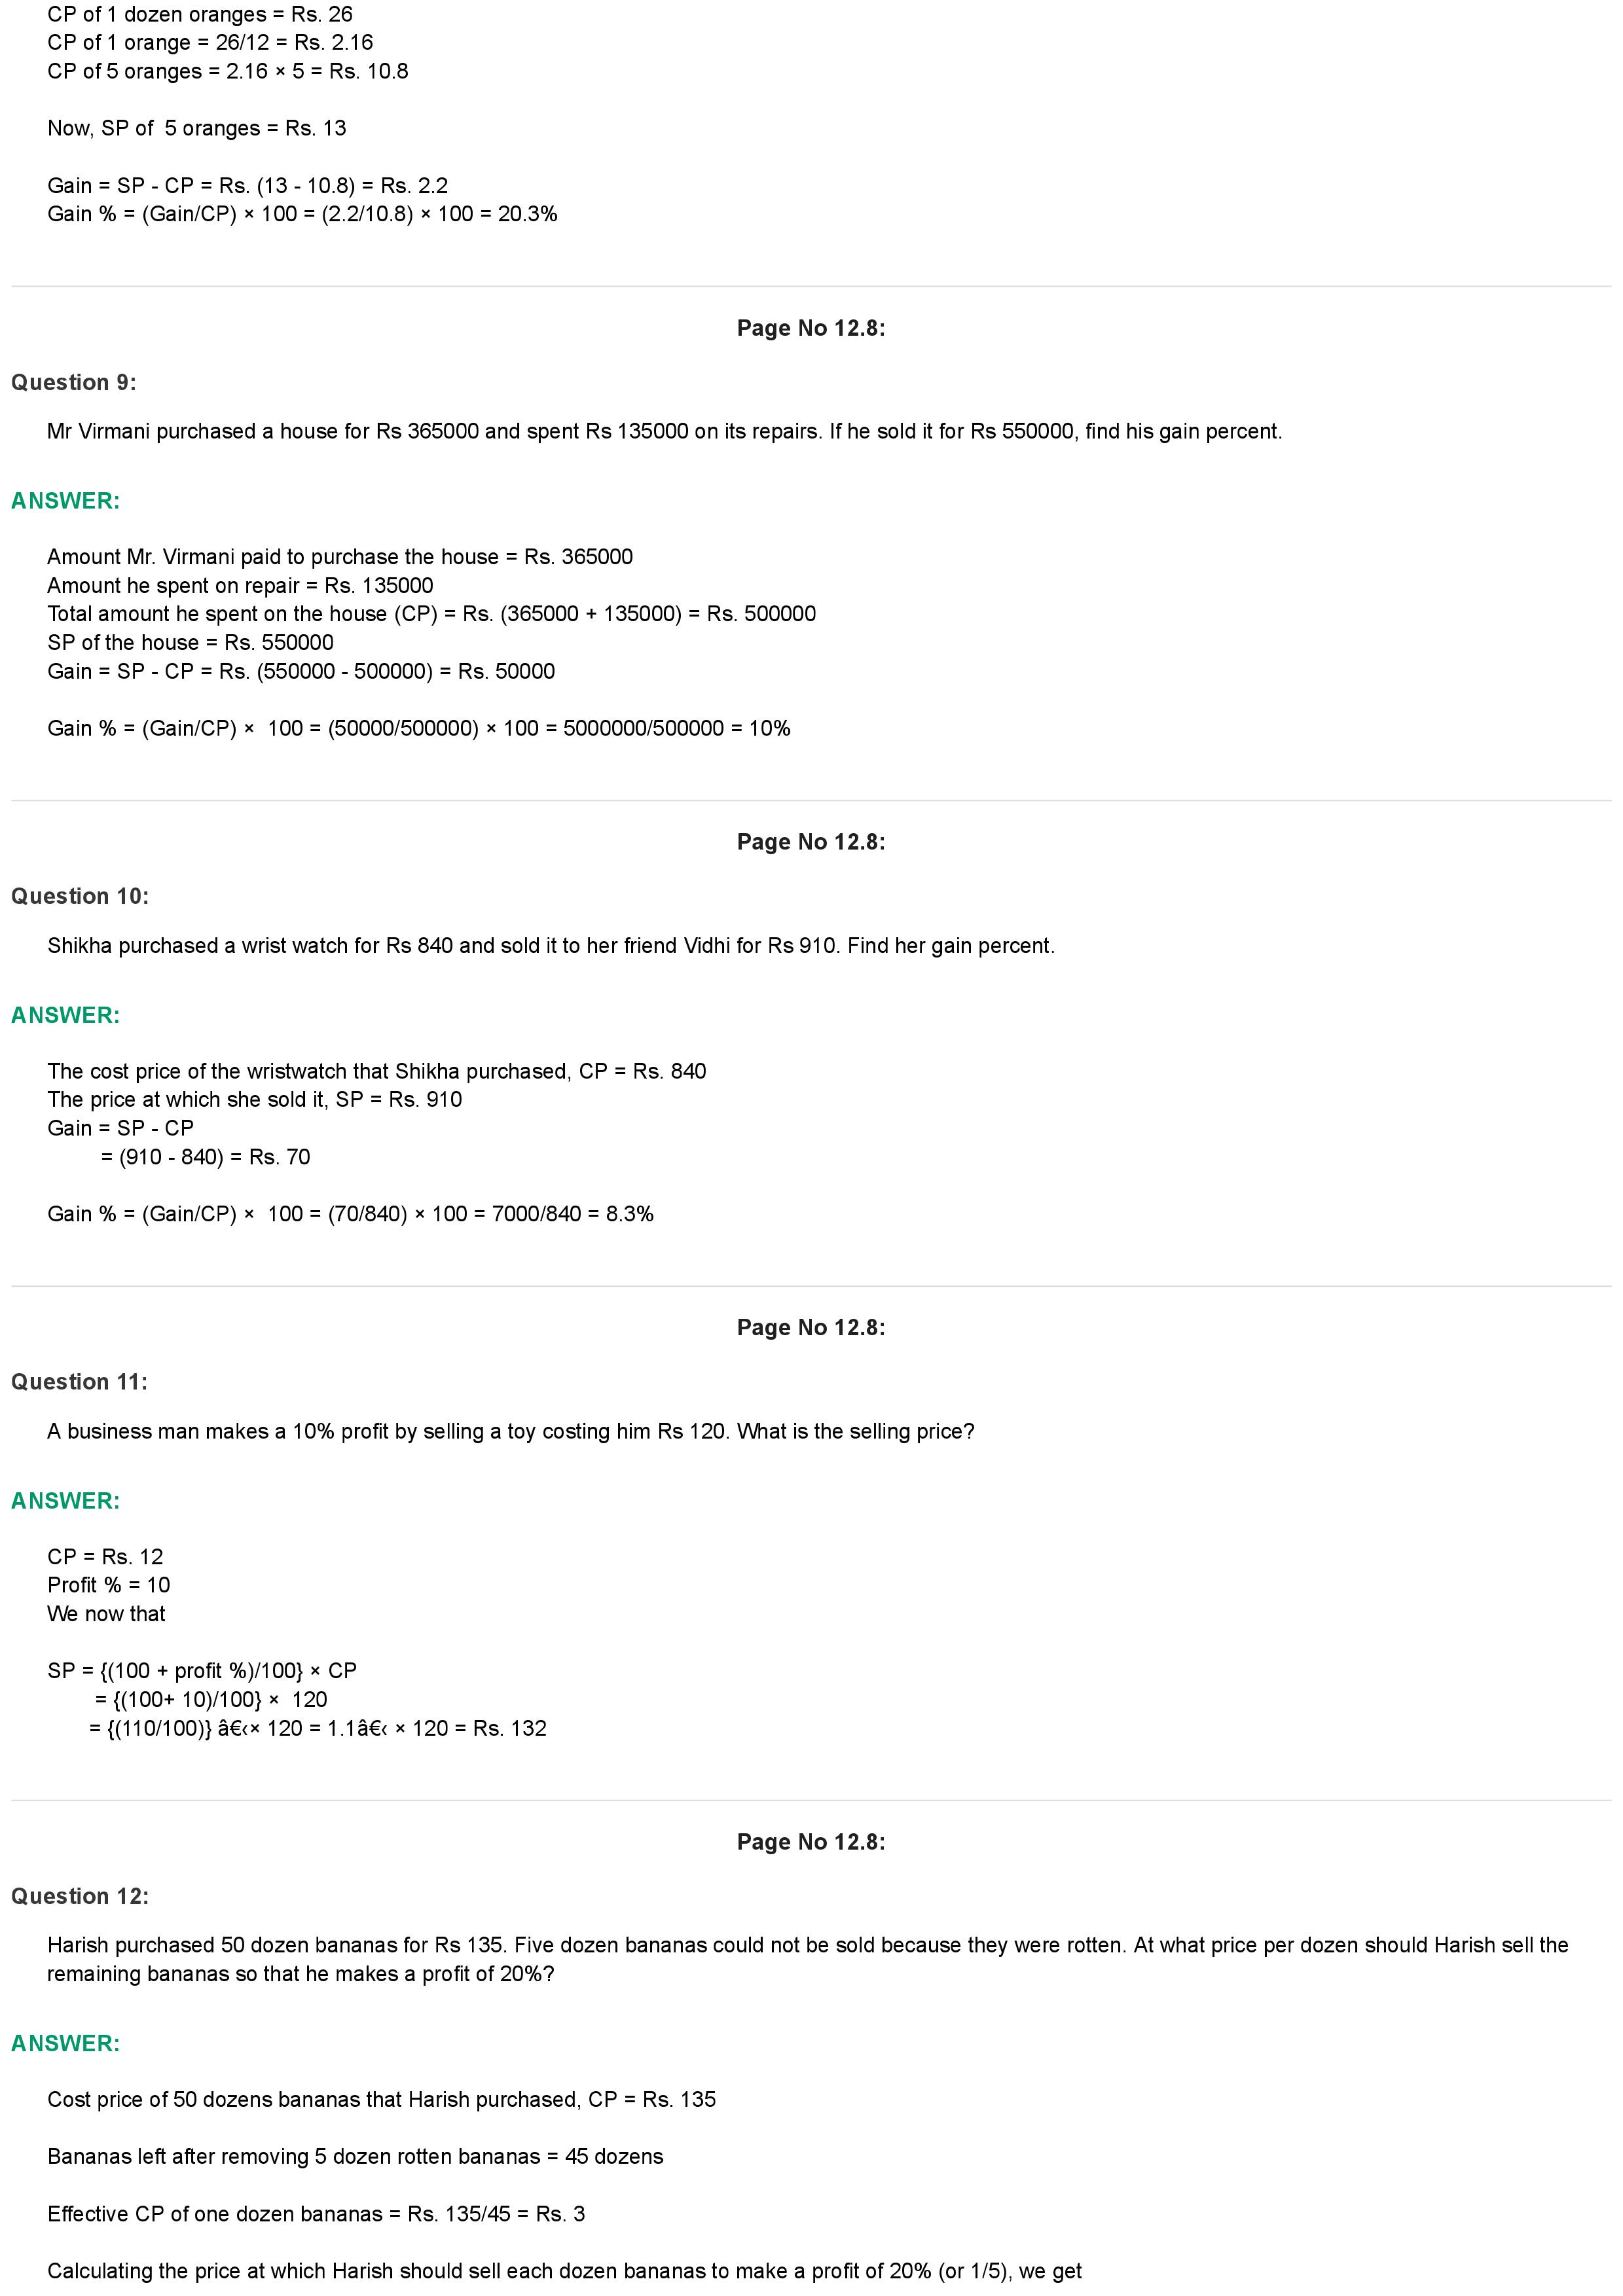 CP of 1 dozen oranges = Rs. 26
CP of 1 orange = 26/12 = Rs. 2.16
CP of 5 oranges = 2.16 × 5 = Rs. 10.8
Now, SP of  5 oranges = Rs. 13
Gain = SP - CP = Rs. (13 - 10.8) = Rs. 2.2
Gain % = (Gain/CP) × 100 = (2.2/10.8) × 100 = 20.3%
Page No 12.8:
Question 9:
Mr Virmani purchased a house for Rs 365000 and spent Rs 135000 on its repairs. If he sold it for Rs 550000, find his gain percent.
ANSWER:
Amount Mr. Virmani paid to purchase the house = Rs. 365000
Amount he spent on repair = Rs. 135000
Total amount he spent on the house (CP) = Rs. (365000 + 135000) = Rs. 500000
SP of the house = Rs. 550000
Gain = SP - CP = Rs. (550000 - 500000) = Rs. 50000
Gain % = (Gain/CP) ×  100 = (50000/500000) × 100 = 5000000/500000 = 10%
Page No 12.8:
Question 10:
Shikha purchased a wrist watch for Rs 840 and sold it to her friend Vidhi for Rs 910. Find her gain percent.
ANSWER:
The cost price of the wristwatch that Shikha purchased, CP = Rs. 840
The price at which she sold it, SP = Rs. 910
Gain = SP - CP
= (910 - 840) = Rs. 70
Gain % = (Gain/CP) ×  100 = (70/840) × 100 = 7000/840 = 8.3%
Page No 12.8:
Question 11:
A business man makes a 10% profit by selling a toy costing him Rs 120. What is the selling price?
ANSWER:
CP = Rs. 12
Profit % = 10
We now that
SP = {(100 + profit %)/100} × CP
= {(100+ 10)/100} ×  120
= {(110/100)} â€‹× 120 = 1.1â€‹ × 120 = Rs. 132
Page No 12.8:
Question 12:
Harish purchased 50 dozen bananas for Rs 135. Five dozen bananas could not be sold because they were rotten. At what price per dozen should Harish sell the
remaining bananas so that he makes a profit of 20%?
ANSWER:
Cost price of 50 dozens bananas that Harish purchased, CP = Rs. 135
Bananas left after removing 5 dozen rotten bananas = 45 dozens
Effective CP of one dozen bananas = Rs. 135/45 = Rs. 3
Calculating the price at which Harish should sell each dozen bananas to make a profit of 20% (or 1/5), we get